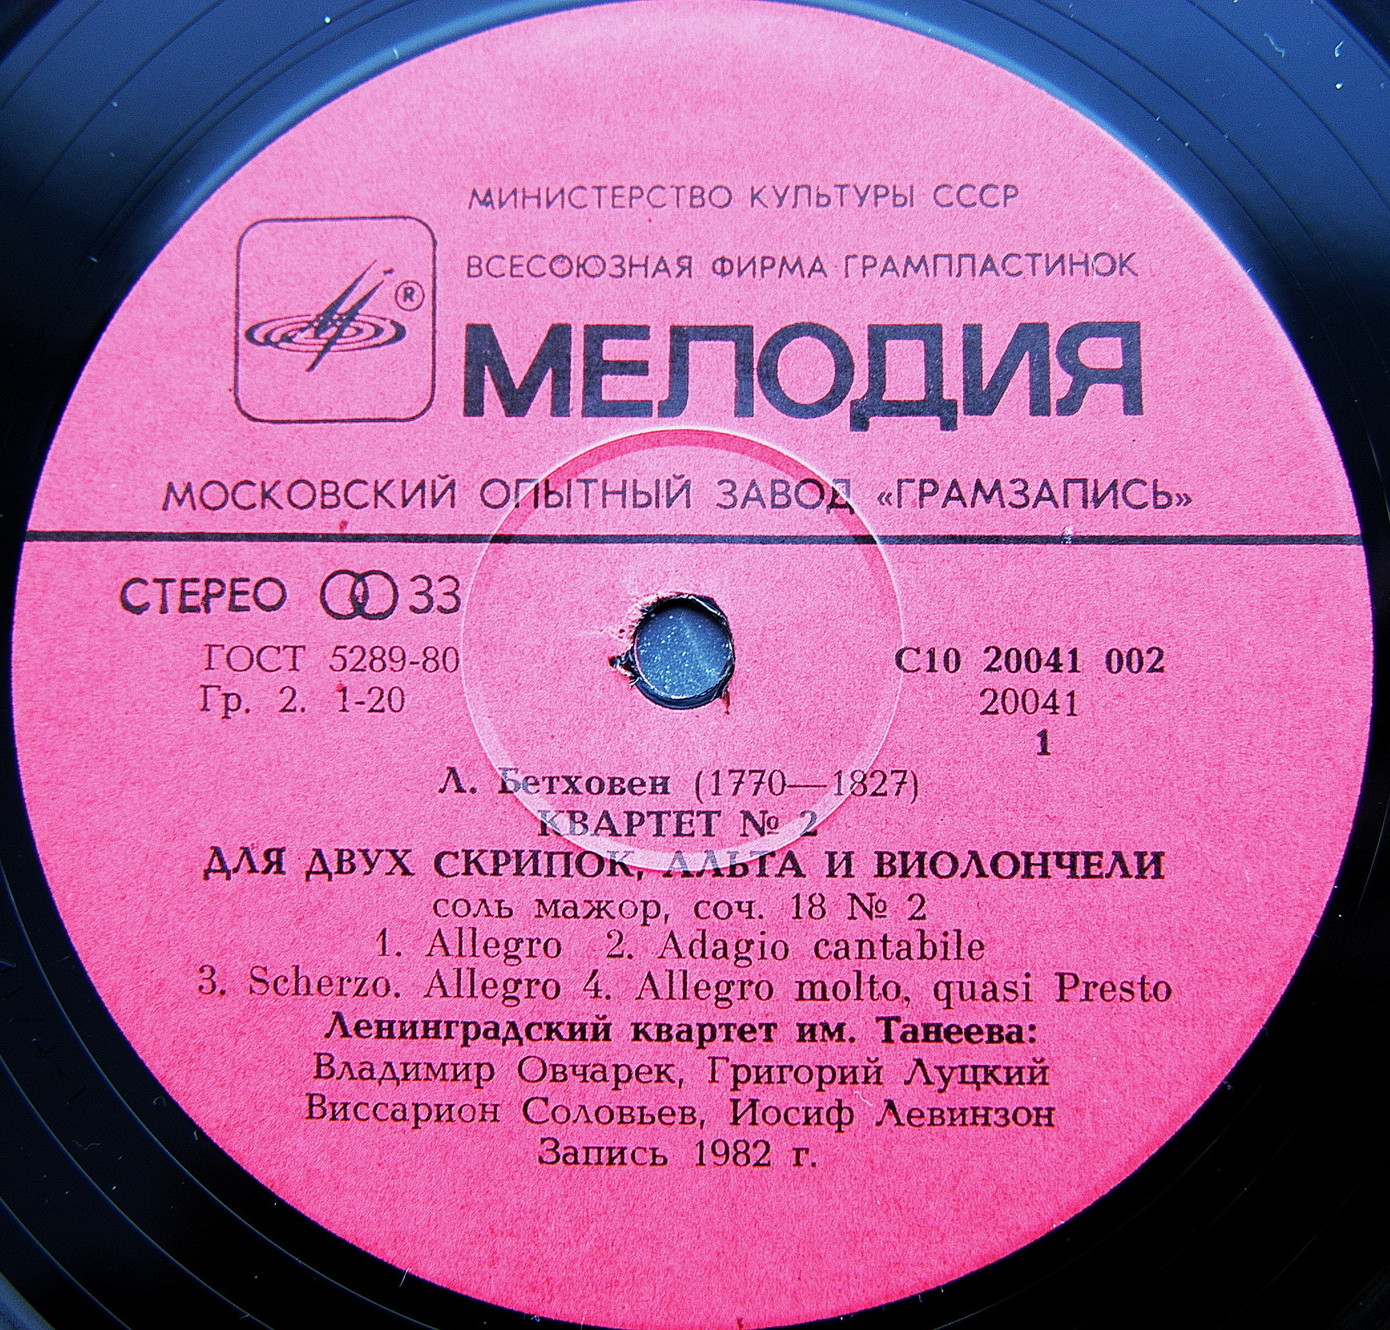 МИНИСТЕРСТВО КУЛЬТУРЫ СССР
ВСЕСОЮЗНАЯ ФИРМА ГРАМПЛАСТИНОК
®
МЕЛОДИЯ
МОСКОВСКИЙ ОПЫТНЫЙ ЗАВОД «ГРАМЗАПИСЬ»
СТЕРЕО 33
ГОСТ 5289-80
Гр. 2. 1-20
С10 20041 002
20041
1
Л. Бетховен (1770—1827)
КВАРТЕТ № 2
ДЛЯ ДВУХ СКРИПОК, АЛЬТА И ВИОЛОНЧЕЛИ
соль мажор, соч. 18 № 2
1. Allegro 2. Adagio cantabile
3. Scherzo. Allegro 4. Allegro molto, quasi Presto
Ленинградский квартет им. Танеева:
Владимир Овчарек, Григорий Луцкий
Виссарион Соловьев, Иосиф Левинзон
Запись 1982 г.